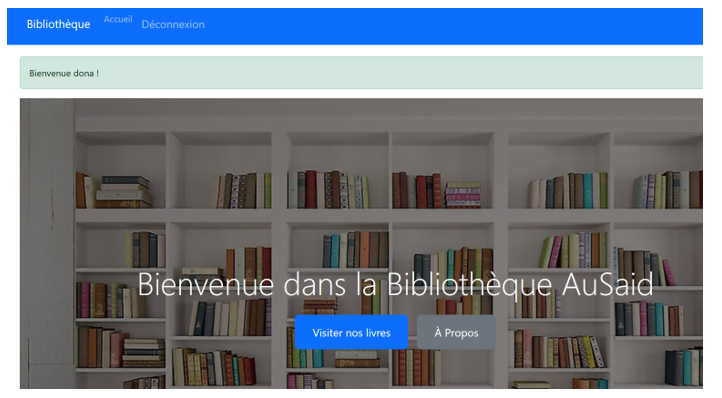 Bibliothèque Accueil Déconnexion
Bienvenue dona !
Bienvenue dans la Bibliothèque AuSaid
Visiter nos livres À Propos